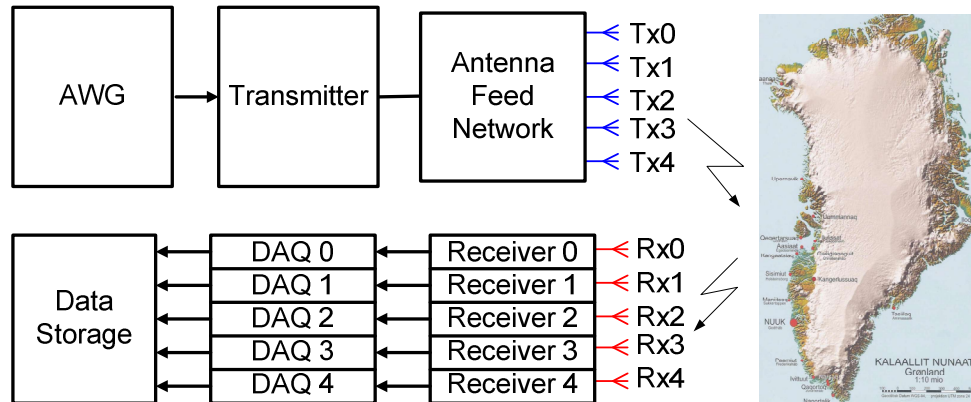 AWG
Transmitter
Antenna
Feed
Network
Tx0
Tx1
Tx2
Tx3
Tx4
Data
Storage
DAQ 0
DAQ 1
DAQ 2
DAQ 3
DAQ 4
Receiver 0
Receiver 1
Receiver 2
Receiver 3
Receiver 4
Rx0
Rx1
Rx2
Rx3
Rx4
Sisimiut
Kangerlussuaq
NUUK
KALAALLIT NUNAAT
Grønland
1:10 mio